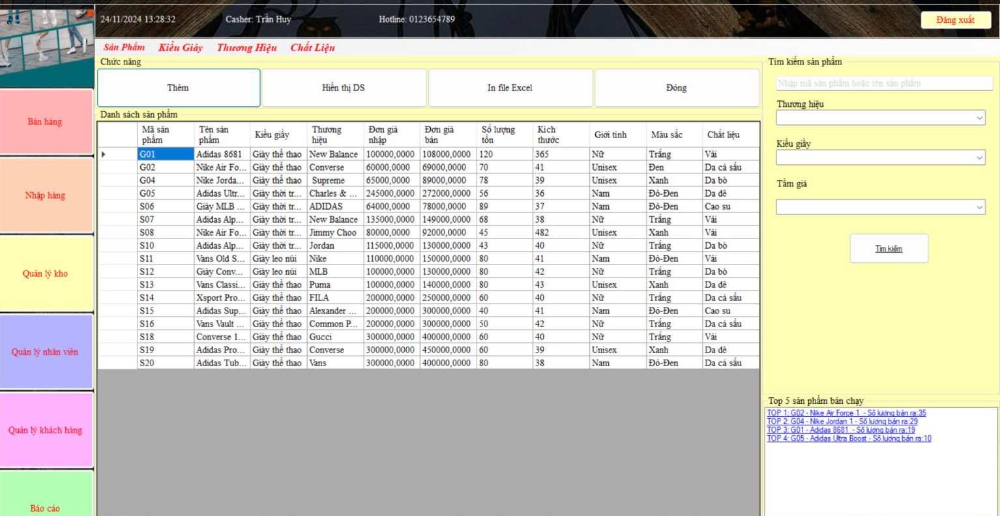 24/11/2024 13:28:32 Casher: Trần Huy Hotline: 0123654789 Đăng xuất
Sản Phẩm Kiểu Giày Thương Hiệu Chất Liệu
Chức năng
Thêm Hiển thị DS In file Excel Đóng
Bán hàng
Nhập hàng
Quản lý kho
Quản lý nhân viên
Quản lý khách hàng
Báo cáo
Danh sách sản phẩm
Mã sản phẩm Tên sản phẩm Kiểu giầy Thương hiệu Đơn giá nhập Đơn giá bán Số lượng tồn Kích thước Giới tính Màu sắc Chất liệu
G01 Adidas 8681 Giày thể thao New Balance 100000,0000 108000,0000 120 365 Nữ Trắng Vải
G02 Nike Air Fo... Giày thể thao Converse 60000,0000 69000,0000 70 41 Unisex Đen Da cá sấu
G04 Nike Jorda... Giày thể thao Supreme 65000,0000 89000,0000 78 39 Unisex Xanh Da bò
G05 Adidas Ultr... Giày thời tr... Charles & ... 245000,0000 272000,0000 56 36 Nam Đỏ-Đen Da dê
S06 Giày MLB ... Giày thời tr... ADIDAS 64000,0000 78000,0000 89 37 Nam Đỏ-Đen Cao su
S07 Adidas Alp... Giày thời tr... New Balance 135000,0000 149000,0000 68 38 Nữ Trắng Vải
S08 Nike Air Fo... Giày thời tr... Jimmy Choo 80000,0000 92000,0000 45 482 Unisex Xanh Vải
S10 Adidas Alp... Giày thời tr... Jordan 115000,0000 130000,0000 43 40 Nữ Trắng Da bò
S11 Vans Old S... Giày leo núi Nike 110000,0000 150000,0000 80 41 Nam Đỏ-Đen Vải
S12 Giày Conv... Giày leo núi MLB 100000,0000 130000,0000 80 42 Nữ Trắng Da bò
S13 Vans Classi... Giày thể thao Puma 100000,0000 140000,0000 80 43 Unisex Xanh Da dê
S14 Xsport Pro... Giày thể thao FILA 200000,0000 250000,0000 60 40 Nữ Trắng Da cá sấu
S15 Adidas Sup... Giày thể thao Alexander ... 200000,0000 300000,0000 40 41 Nam Đỏ-Đen Cao su
S16 Vans Vault ... Giày thể thao Common P... 200000,0000 300000,0000 50 42 Nữ Trắng Da cá sấu
S18 Converse 1... Giày thể thao Gucci 300000,0000 400000,0000 60 40 Nữ Trắng Vải
S19 Adidas Pro... Giày thể thao Converse 300000,0000 450000,0000 60 39 Unisex Xanh Da dê
S20 Adidas Tub... Giày thể thao Vans 300000,0000 400000,0000 80 38 Nam Đỏ-Đen Da cá sấu
Tìm kiếm sản phẩm
Nhập mã sản phẩm hoặc tên sản phẩm
Thương hiệu
Kiểu giầy
Tầm giá
Tìm kiếm
Top 5 sản phẩm bán chạy
TOP 1: G02 - Nike Air Force 1 - Số lượng bán ra:35
TOP 2: G04 - Nike Jordan 1 - Số lượng bán ra:29
TOP 3: G01 - Adidas 8681 - Số lượng bán ra:19
TOP 4: G05 - Adidas Ultra Boost - Số lượng bán ra:10